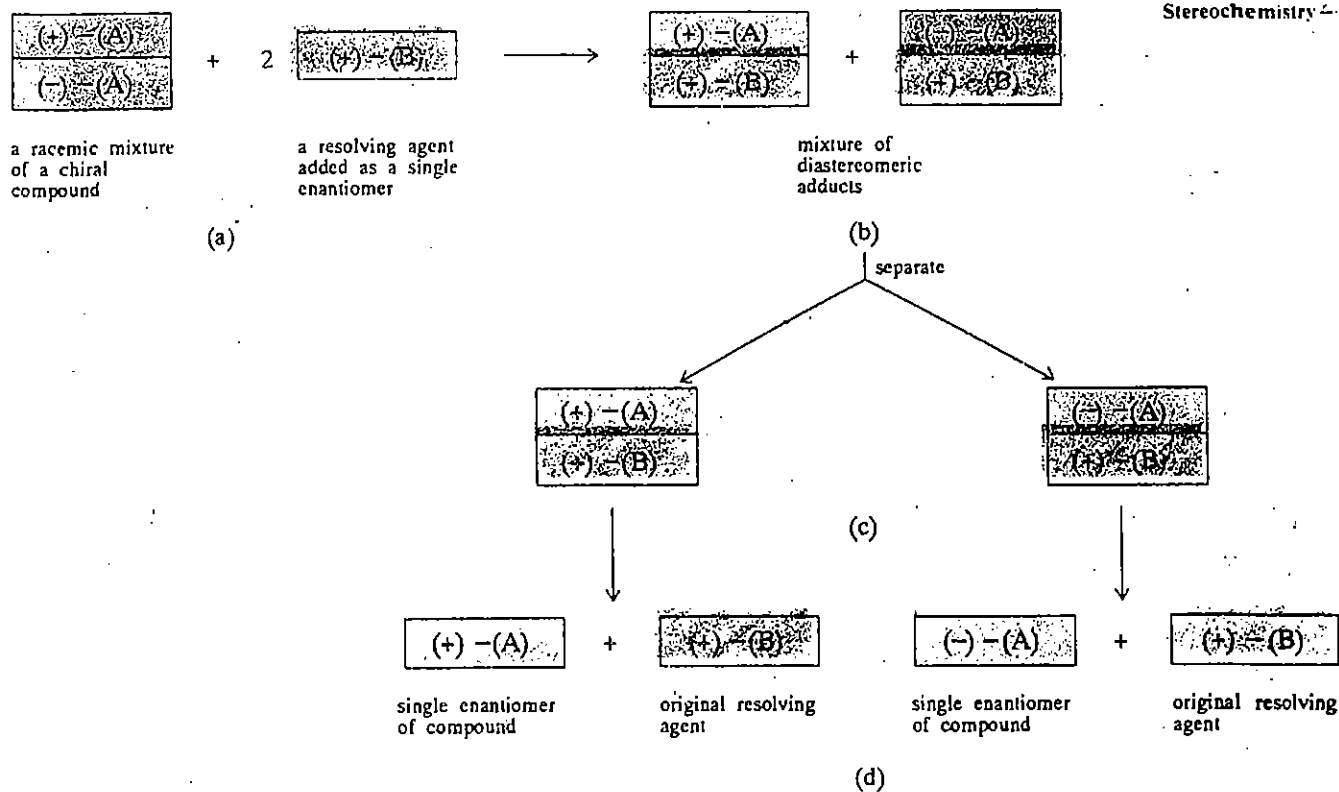 Stereochemistry
(+) –(A)
(–) –(A)
+
2
(+) –(B)
(+) –(A)
(+) –(B)
+
(–) –(A)
(+) –(B)
a racemic mixture
of a chiral
compound
a resolving agent
added as a single
enantiomer
mixture of
diastereomeric
adducts
(a)
(b)
separate
(+) –(A)
(+) –(B)
(–) –(A)
(+) –(B)
(c)
(+) –(A)
+
(+) –(B)
(–) –(A)
+
(+) –(B)
single enantiomer
of compound
original resolving
agent
single enantiomer
of compound
original resolving
agent
(d)